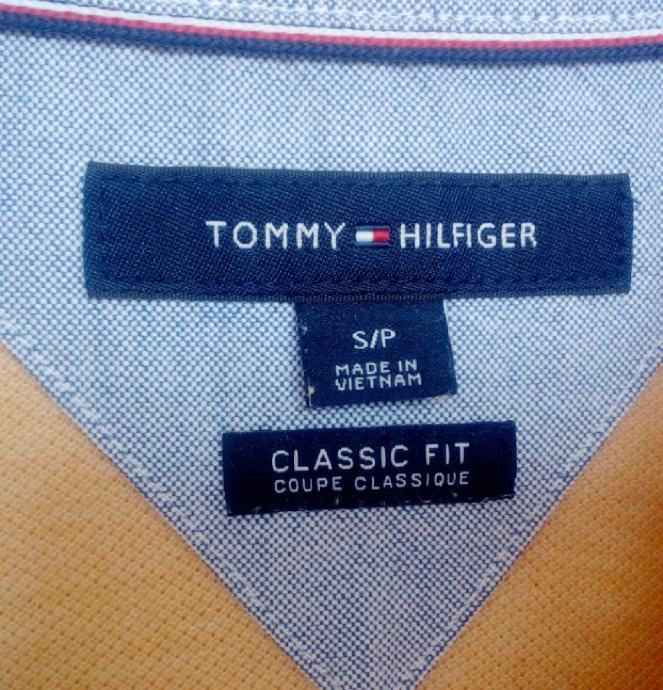 TOMMY HILFIGER
S/P
MADE IN
VIETNAM
CLASSIC FIT
COUPE CLASSIQUE